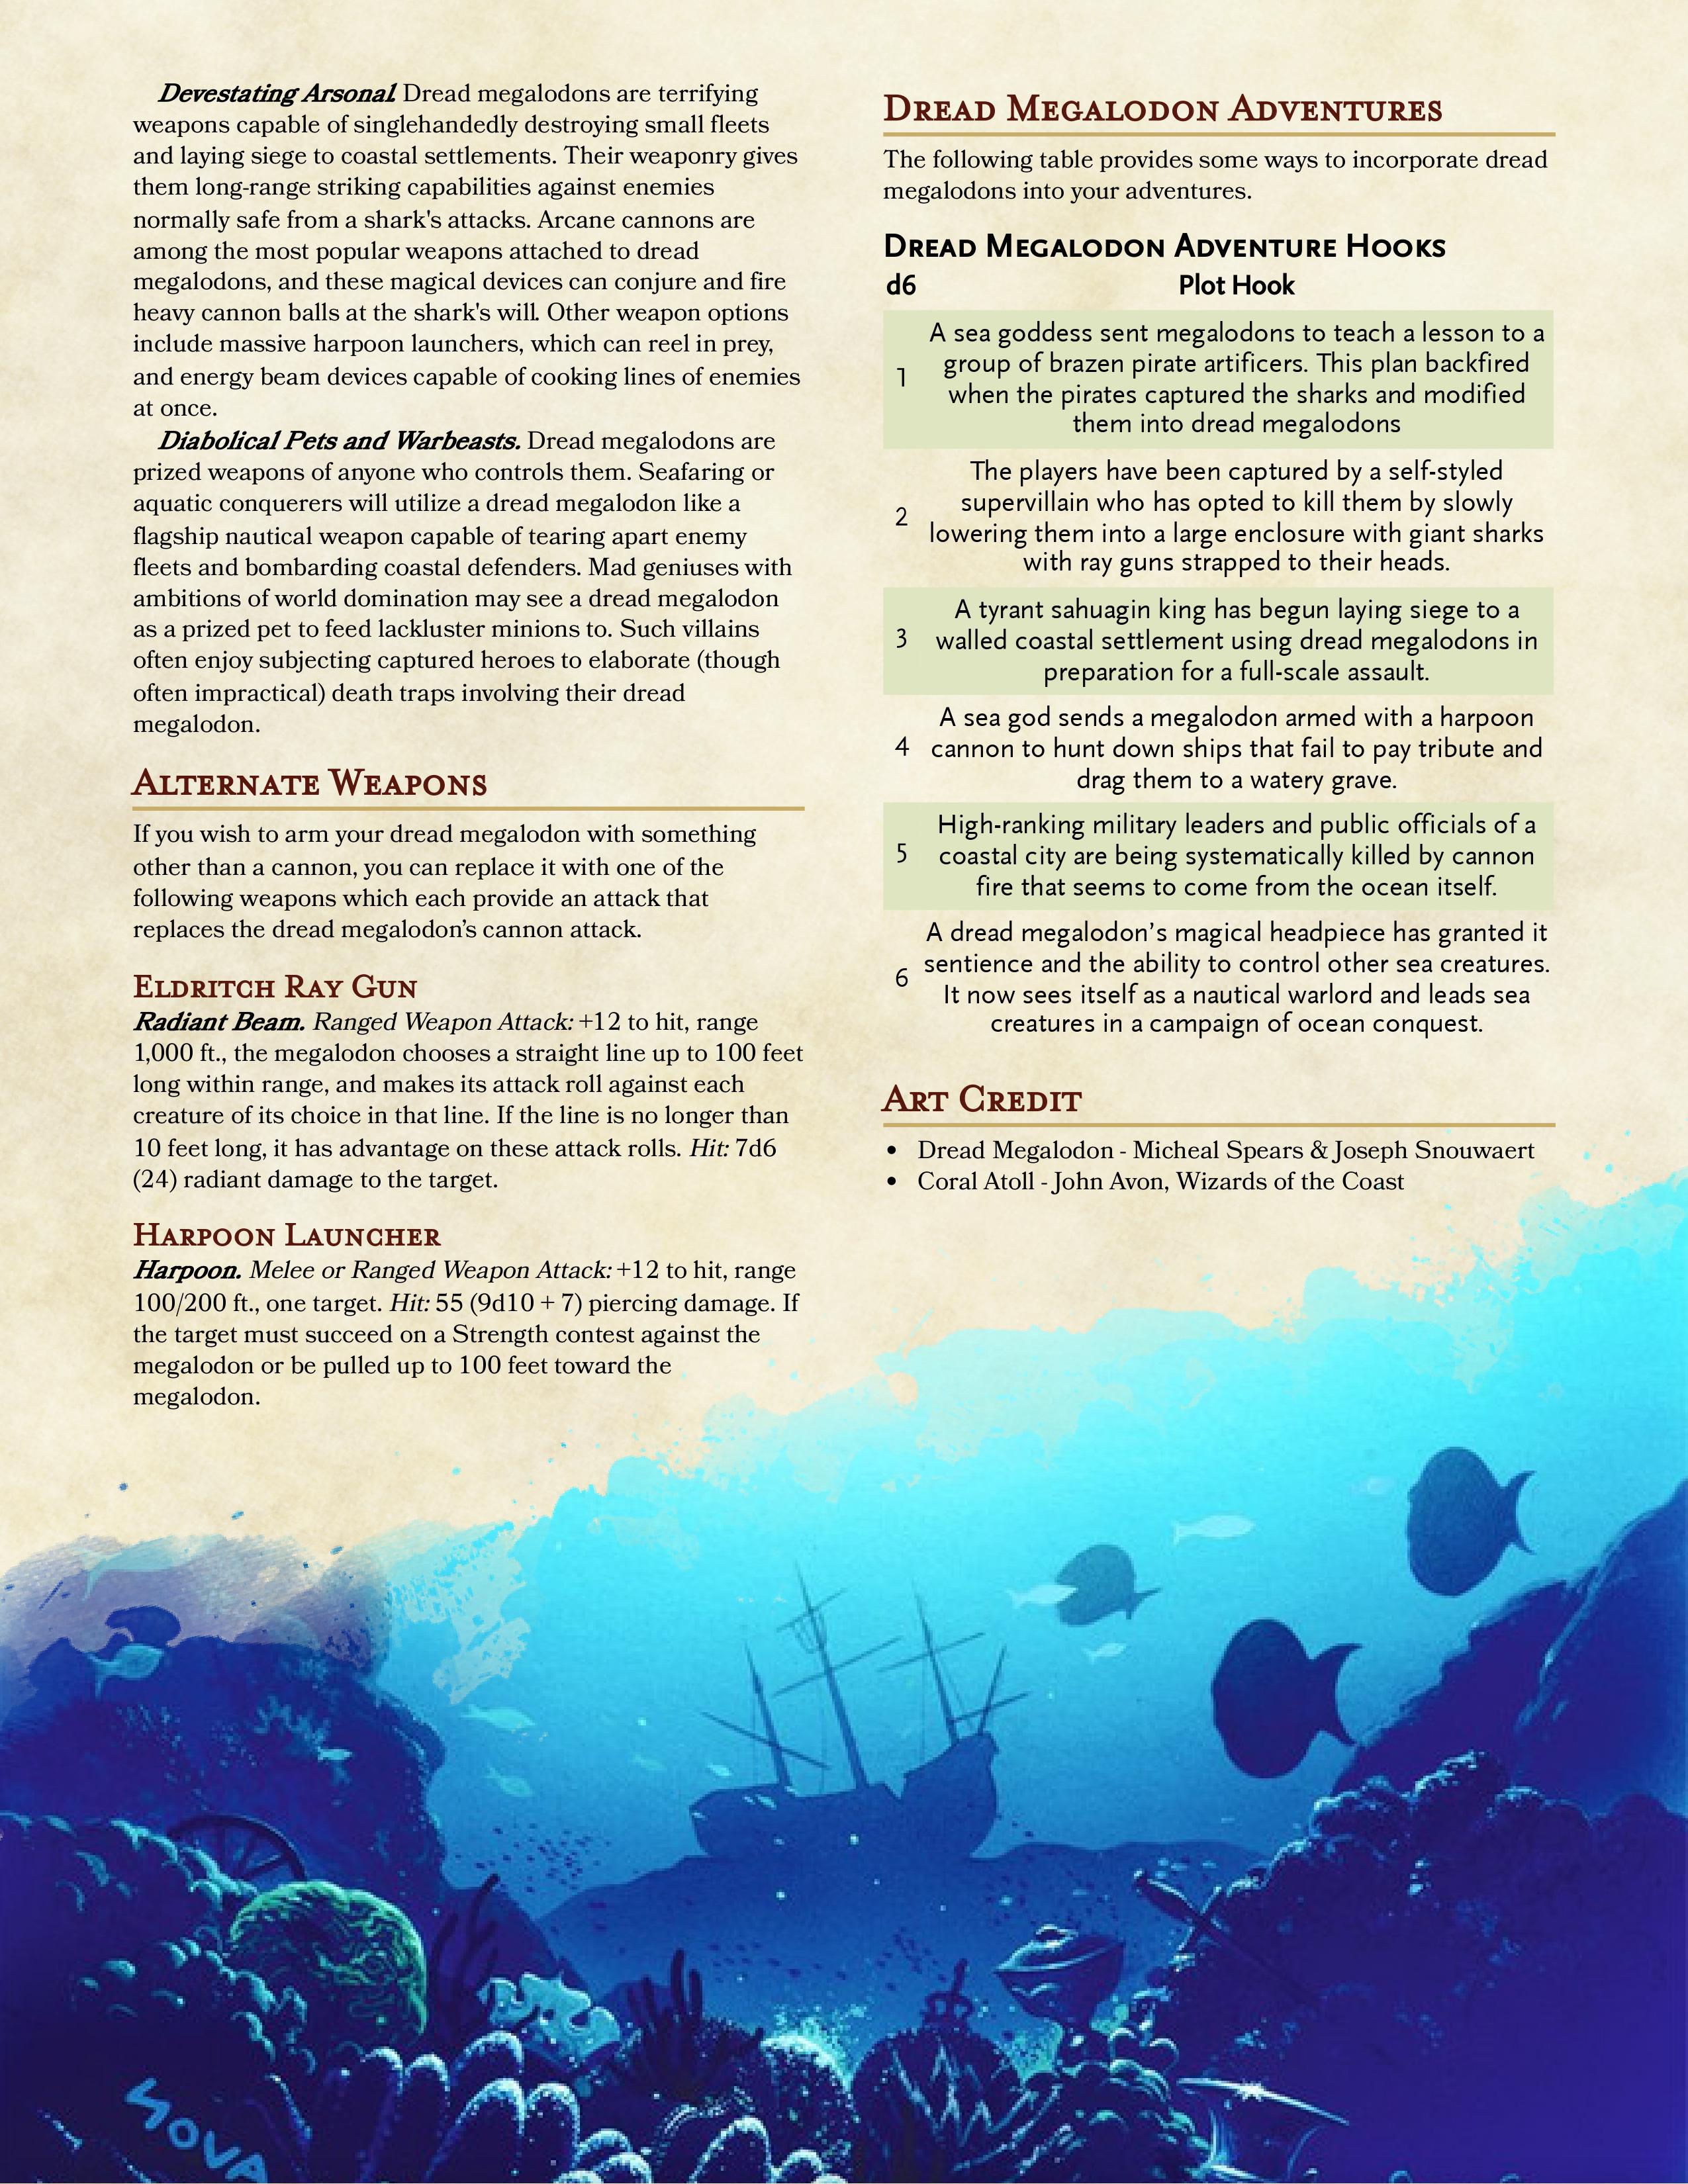 Devestating Arsonal. Dread megalodons are terrifying
weapons capable of singlehandedly destroying small fleets
and laying siege to coastal settlements. Their weaponry gives
them long-range striking capabilities against enemies
normally safe from a shark's attacks. Arcane cannons are
among the most popular weapons attached to dread
megalodons, and these magical devices can conjure and fire
heavy cannon balls at the shark's will. Other weapon options
include massive harpoon launchers, which can reel in prey,
and energy beam devices capable of cooking lines of enemies
at once.
Diabolical Pets and Warbeasts. Dread megalodons are
prized weapons of anyone who controls them. Seafaring or
aquatic conquerers will utilize a dread megalodon like a
flagship nautical weapon capable of tearing apart enemy
fleets and bombarding coastal defenders. Mad geniuses with
ambitions of world domination may see a dread megalodon
as a prized pet to feed lackluster minions to. Such villains
often enjoy subjecting captured heroes to elaborate (though
often impractical) death traps involving their dread
megalodon.
Alternate Weapons
If you wish to arm your dread megalodon with something
other than a cannon, you can replace it with one of the
following weapons which each provide an attack that
replaces the dread megalodon’s cannon attack.
Eldritch Ray Gun
Radiant Beam. Ranged Weapon Attack: +12 to hit, range
1,000 ft., the megalodon chooses a straight line up to 100 feet
long within range, and makes its attack roll against each
creature of its choice in that line. If the line is no longer than
10 feet long, it has advantage on these attack rolls. Hit: 7d6
(24) radiant damage to the target.
Harpoon Launcher
Harpoon. Melee or Ranged Weapon Attack: +12 to hit, range
100/200 ft., one target. Hit: 55 (9d10 + 7) piercing damage. If
the target must succeed on a Strength contest against the
megalodon or be pulled up to 100 feet toward the
megalodon.
Dread Megalodon Adventures
The following table provides some ways to incorporate dread
megalodons into your adventures.
Dread Megalodon Adventure Hooks
d6 Plot Hook
1 A sea goddess sent megalodons to teach a lesson to a
group of brazen pirate artificers. This plan backfired
when the pirates captured the sharks and modified
them into dread megalodons
2 The players have been captured by a self-styled
supervillain who has opted to kill them by slowly
lowering them into a large enclosure with giant sharks
with ray guns strapped to their heads.
3 A tyrant sahuagin king has begun laying siege to a
walled coastal settlement using dread megalodons in
preparation for a full-scale assault.
4 A sea god sends a megalodon armed with a harpoon
cannon to hunt down ships that fail to pay tribute and
drag them to a watery grave.
5 High-ranking military leaders and public officials of a
coastal city are being systematically killed by cannon
fire that seems to come from the ocean itself.
6 A dread megalodon’s magical headpiece has granted it
sentience and the ability to control other sea creatures.
It now sees itself as a nautical warlord and leads sea
creatures in a campaign of ocean conquest.
Art Credit
• Dread Megalodon - Micheal Spears & Joseph Snouwaert
• Coral Atoll - John Avon, Wizards of the Coast